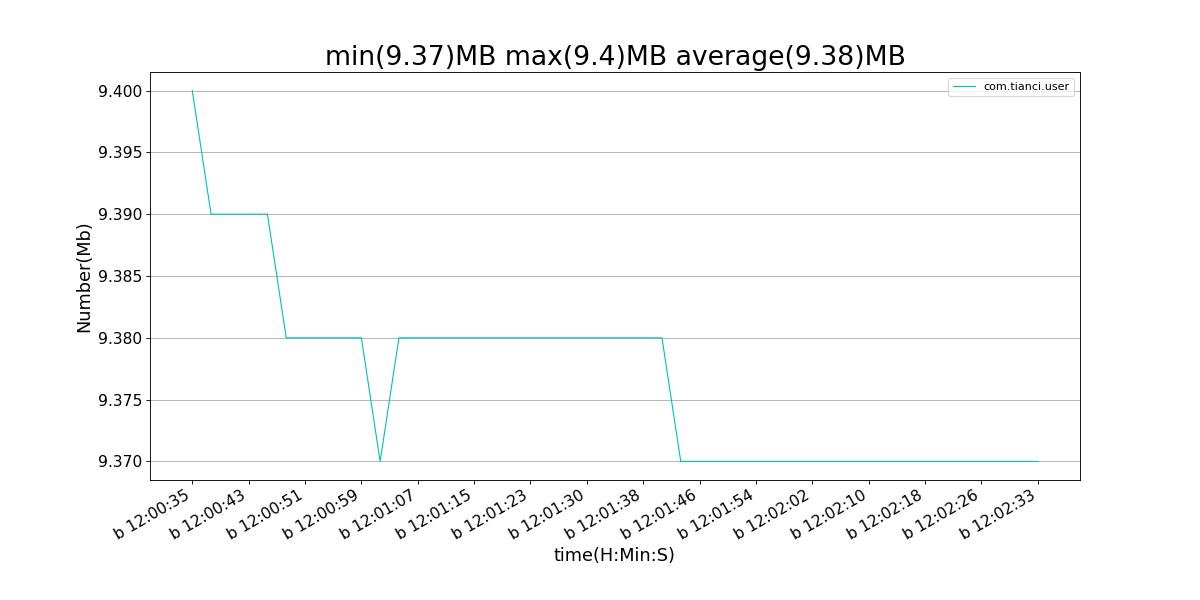 min(9.37)MB max(9.4)MB average(9.38)MB
com.tianci.user
Number(Mb)
9.400
9.395
9.390
9.385
9.380
9.375
9.370
b 12:00:35
b 12:00:43
b 12:00:51
b 12:00:59
b 12:01:07
b 12:01:15
b 12:01:23
b 12:01:30
b 12:01:38
b 12:01:46
b 12:01:54
b 12:02:02
b 12:02:10
b 12:02:18
b 12:02:26
b 12:02:33
time(H:Min:S)